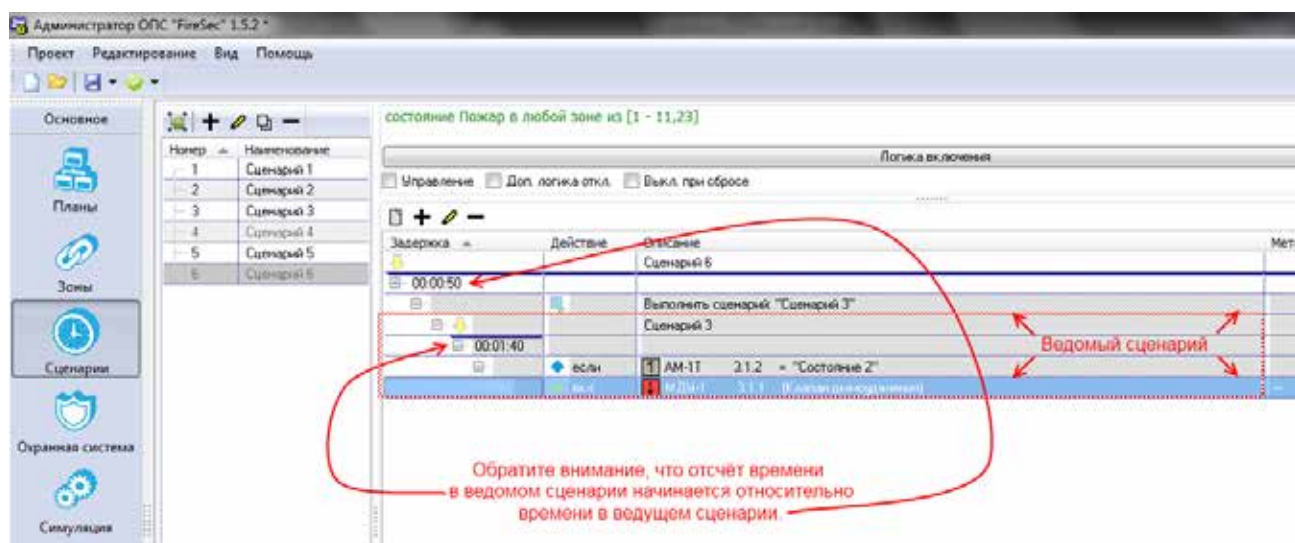 Администратор ОПС "FireSec" 1.5.2 *
Проект Редактирование Вид Помощь
Основное
Планы
Зоны
Сценарии
Охранная система
Симуляция
Номер Наименование
1 Сценарий 1
2 Сценарий 2
3 Сценарий 3
4 Сценарий 4
5 Сценарий 5
6 Сценарий 6
состояние Пожар в любой зоне из [1 - 11,23]
Логика включения
Управление Доп. логика откл. Выкл. при сбросе
Задержка Действие Описание Мет
Сценарий 6
00:00:50
Выполнить сценарий: "Сценарий 3"
Сценарий 3
00:01:40
если АМ-1Т 3.1.2 = "Состояние 2"
вкл МДУ-1 3.1.1
Ведомый сценарий
Обратите внимание, что отсчёт времени
в ведомом сценарии начинается относительно
времени в ведущем сценарии.